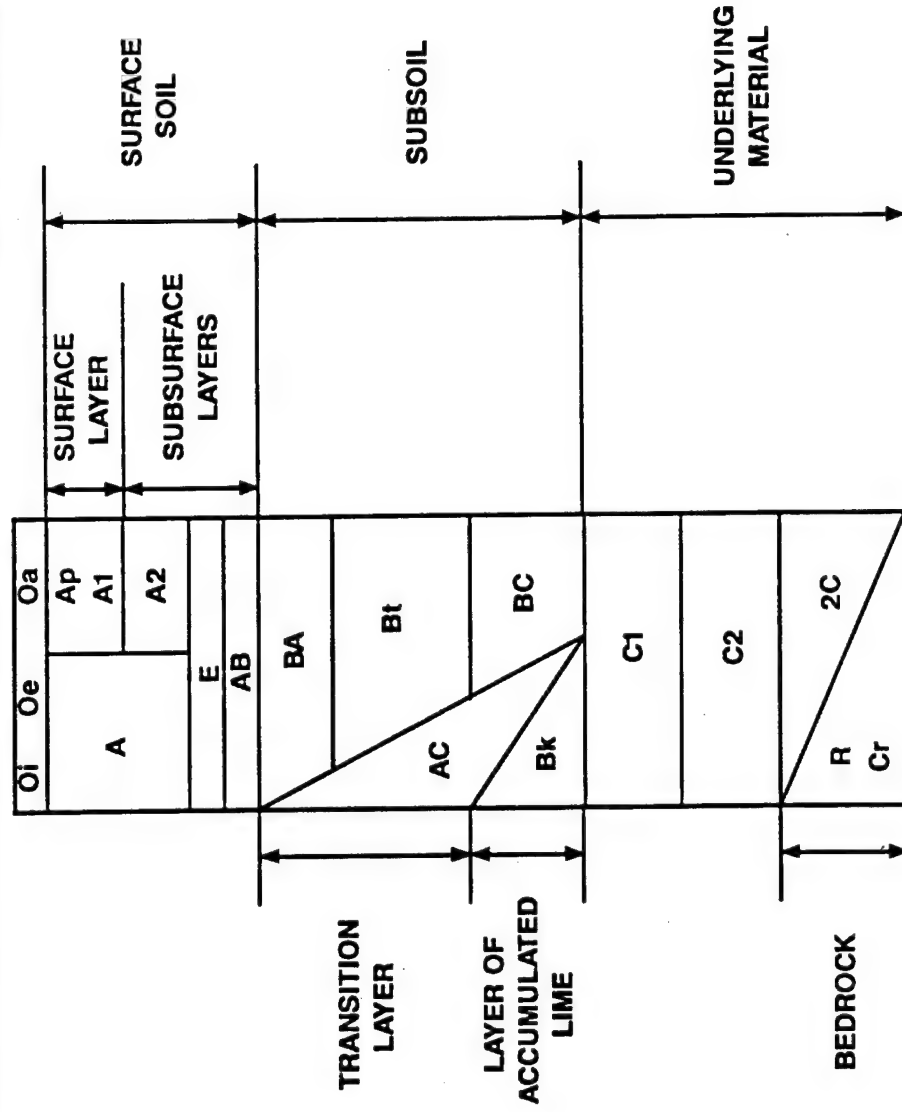 Oi Oe Oa
A
Ap
A1
A2
E
AB
BA
Bt
AC
BC
Bk
C1
C2
2C
R
Cr
SURFACE
LAYER
SUBSURFACE
LAYERS
SURFACE
SOIL
SUBSOIL
UNDERLYING
MATERIAL
TRANSITION
LAYER
LAYER OF
ACCUMULATED
LIME
BEDROCK